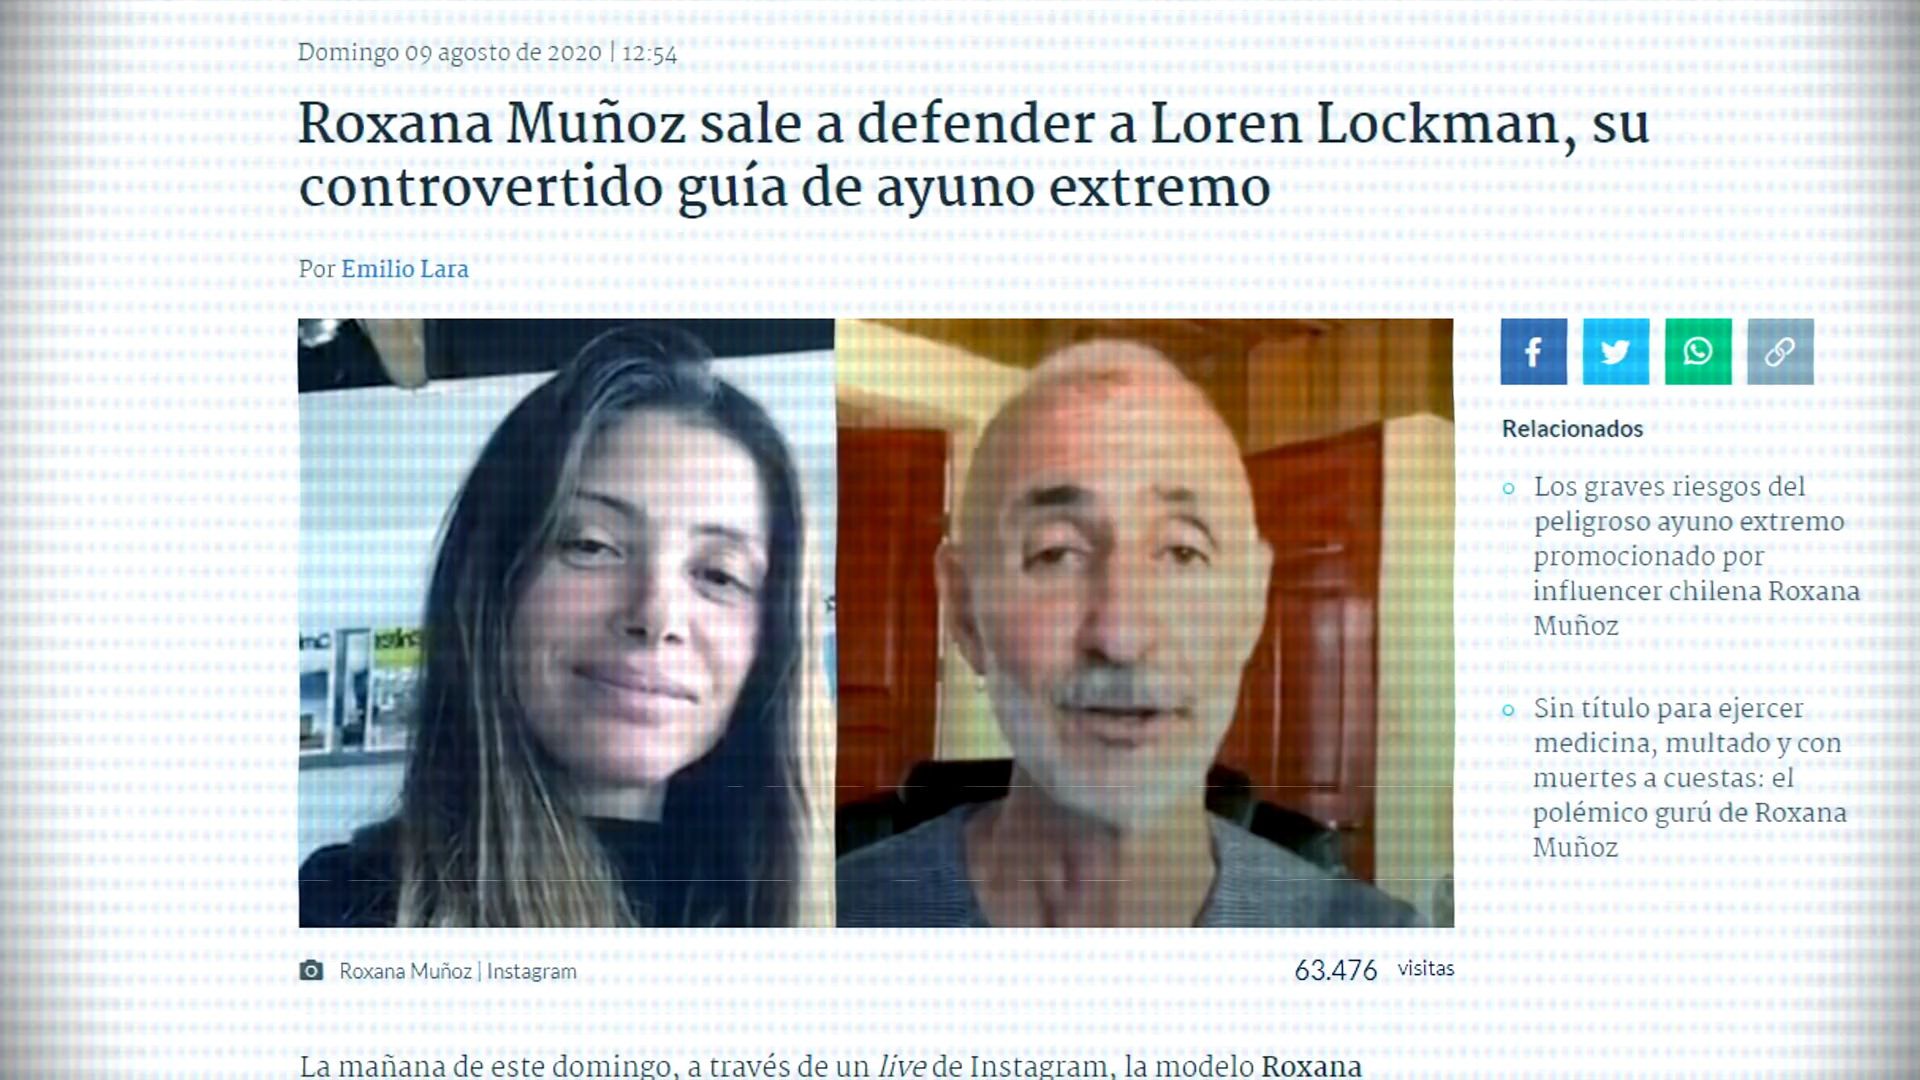 Domingo 09 agosto de 2020 | 12:54
Roxana Muñoz sale a defender a Loren Lockman, su
controvertido guía de ayuno extremo
Por Emilio Lara
Relacionados
Los graves riesgos del
peligroso ayuno extremo
promocionado por
influencer chilena Roxana
Muñoz
Sin título para ejercer
medicina, multado y con
muertes a cuestas: el
polémico gurú de Roxana
Muñoz
Roxana Muñoz | Instagram
63.476 visitas
La mañana de este domingo, a través de un live de Instagram, la modelo Roxana